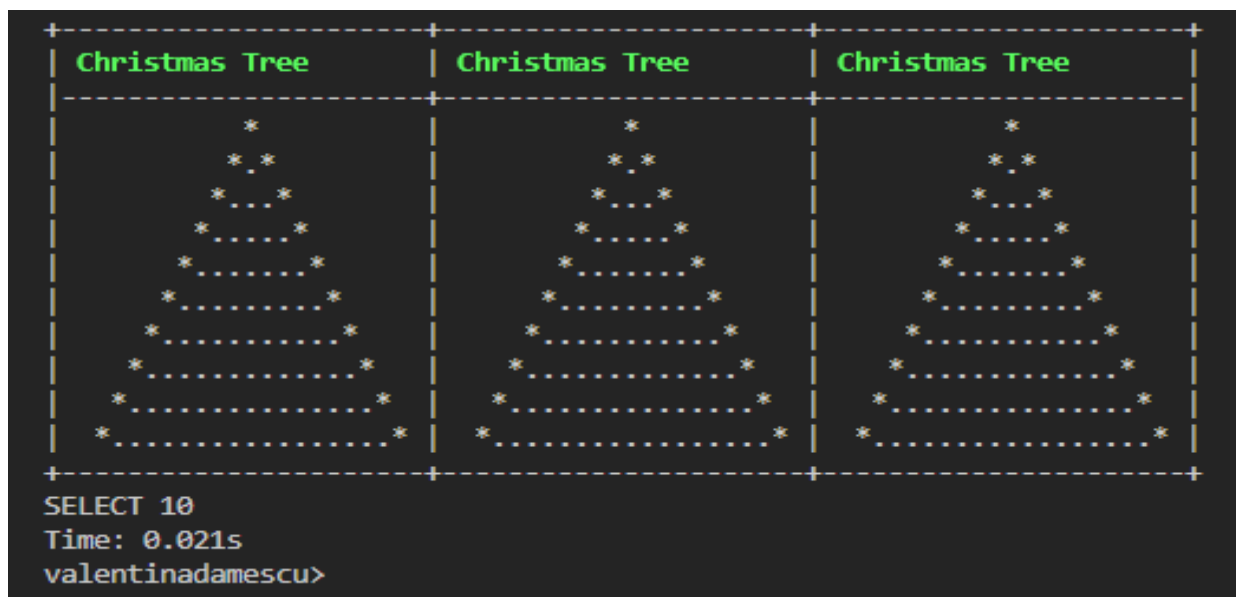 +----------------------+----------------------+----------------------+
| Christmas Tree       | Christmas Tree       | Christmas Tree       |
|----------------------+----------------------+----------------------|
|           *          |           *          |           *          |
|          *.*         |          *.*         |          *.*         |
|         *...*        |         *...*        |         *...*        |
|        *.....*       |        *.....*       |        *.....*       |
|       *.......*      |       *.......*      |       *.......*      |
|      *.........*     |      *.........*     |      *.........*     |
|     *...........*    |     *...........*    |     *...........*    |
|    *.............*   |    *.............*   |    *.............*   |
|   *...............*  |   *...............*  |   *...............*  |
|  *.................* |  *.................* |  *.................* |
+----------------------+----------------------+----------------------+
SELECT 10
Time: 0.021s
valentinadamescu>